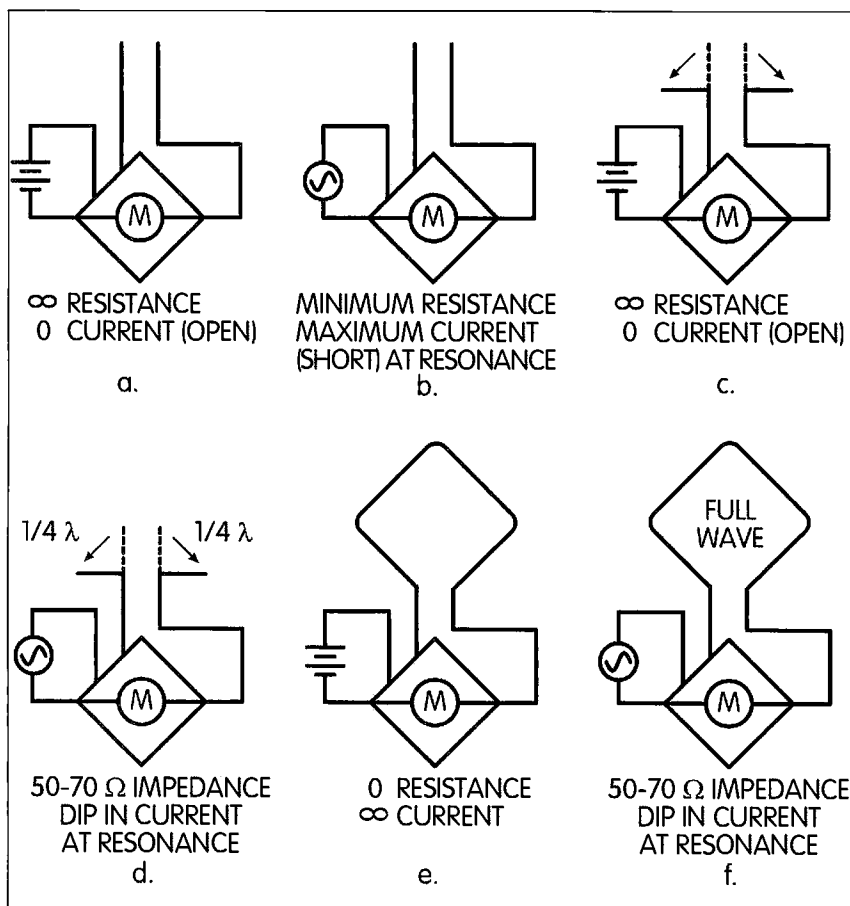 M
∞ RESISTANCE
0 CURRENT (OPEN)
a.
M
MINIMUM RESISTANCE
MAXIMUM CURRENT
(SHORT) AT RESONANCE
b.
M
∞ RESISTANCE
0 CURRENT (OPEN)
c.
1/4 λ 1/4 λ
M
50-70 Ω IMPEDANCE
DIP IN CURRENT
AT RESONANCE
d.
M
0 RESISTANCE
∞ CURRENT
e.
FULL
WAVE
M
50-70 Ω IMPEDANCE
DIP IN CURRENT
AT RESONANCE
f.